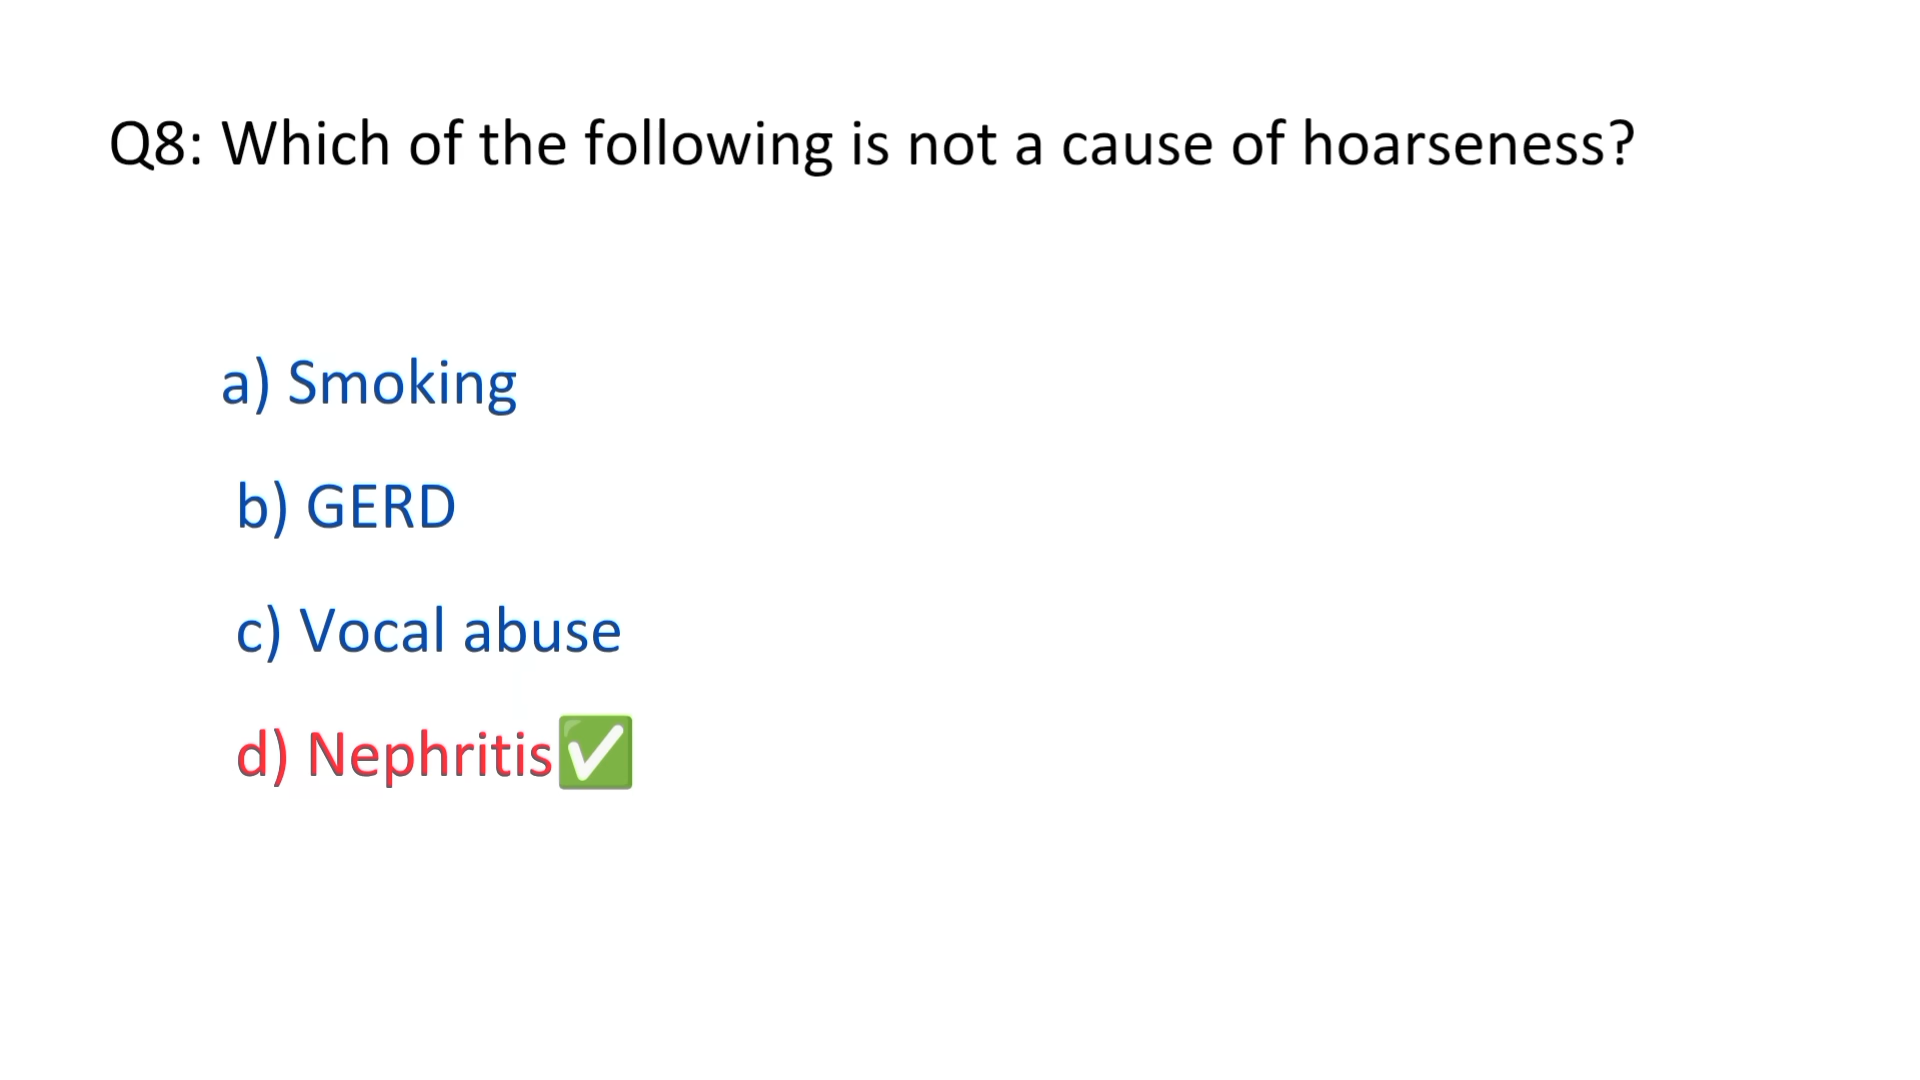 Q8: Which of the following is not a cause of hoarseness?
a) Smoking
b) GERD
c) Vocal abuse
d) Nephritis✅